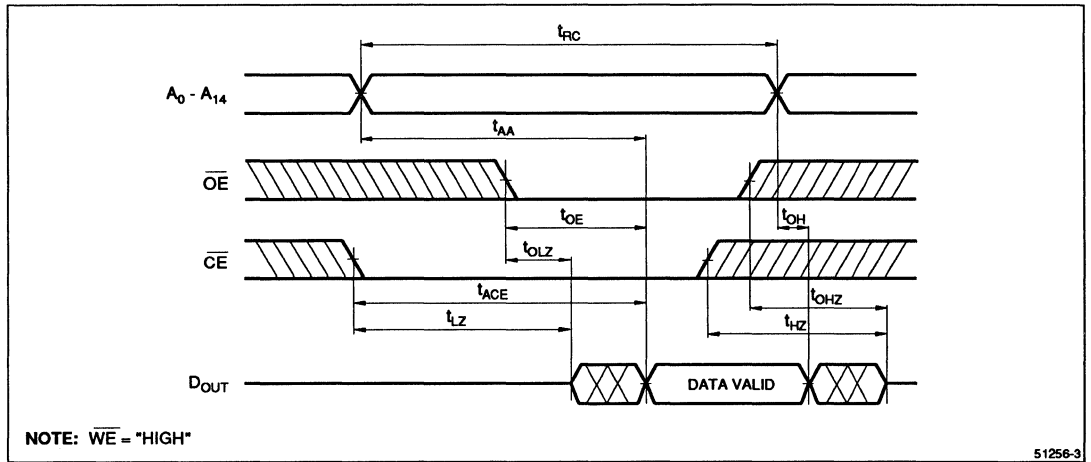 tRC
A0 - A14
tAA
OE
tOE
tOH
tOLZ
CE
tACE
tOHZ
tLZ
tHZ
DOUT
DATA VALID
NOTE: WE = "HIGH"
51256-3